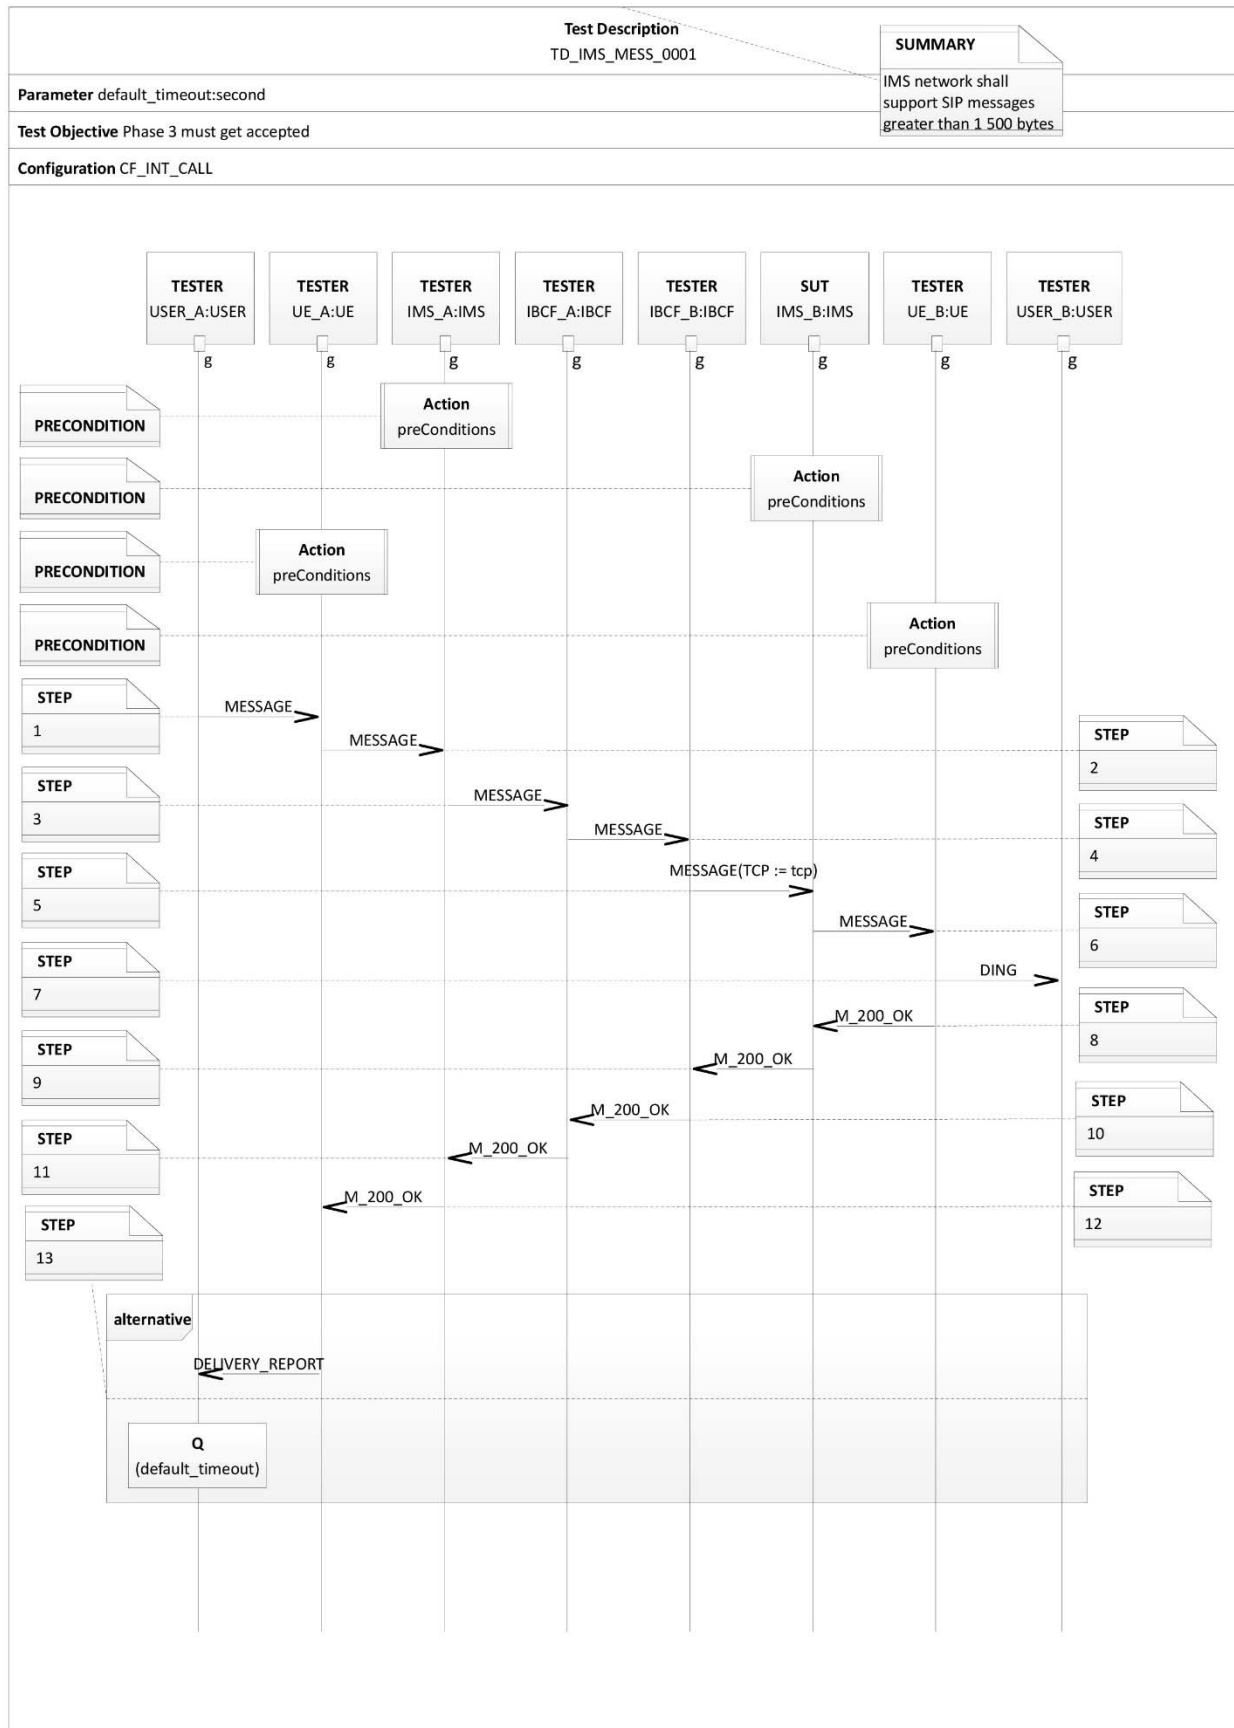 Test Description
TD_IMS_MESS_0001
SUMMARY
IMS network shall
support SIP messages
greater than 1 500 bytes
Parameter default_timeout:second
Test Objective Phase 3 must get accepted
Configuration CF_INT_CALL
TESTER
USER_A:USER
TESTER
UE_A:UE
TESTER
IMS_A:IMS
TESTER
IBCF_A:IBCF
TESTER
IBCF_B:IBCF
SUT
IMS_B:IMS
TESTER
UE_B:UE
TESTER
USER_B:USER
g
g
g
g
g
g
g
g
PRECONDITION
Action
preConditions
PRECONDITION
Action
preConditions
PRECONDITION
Action
preConditions
PRECONDITION
Action
preConditions
STEP
1
MESSAGE
MESSAGE
STEP
2
STEP
3
MESSAGE
MESSAGE
STEP
4
STEP
5
MESSAGE(TCP := tcp)
MESSAGE
STEP
6
STEP
7
DING
M_200_OK
STEP
8
STEP
9
M_200_OK
M_200_OK
STEP
10
STEP
11
M_200_OK
M_200_OK
STEP
12
STEP
13
alternative
DELIVERY_REPORT
Q
(default_timeout)